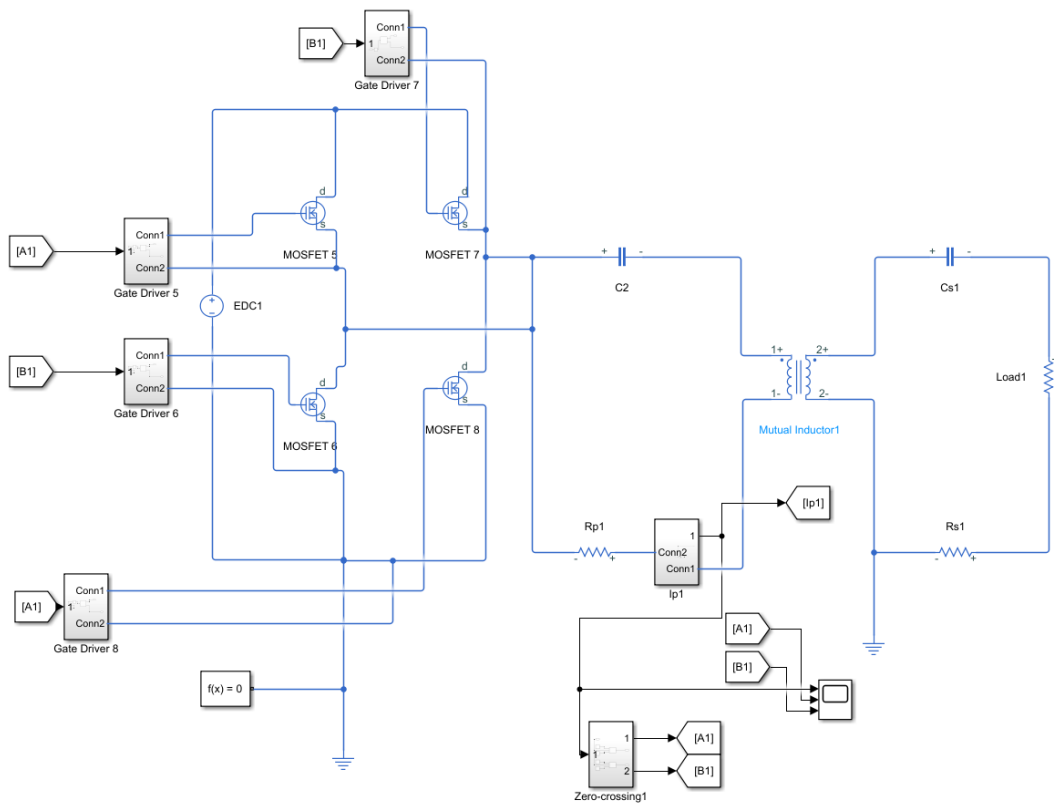 [B1]
1
Conn1
Conn2
Gate Driver 7
d
s
MOSFET 5
d
s
MOSFET 7
[A1]
1
Conn1
Conn2
Gate Driver 5
+
-
EDC1
+
-
C2
+
-
Cs1
[B1]
1
Conn1
Conn2
Gate Driver 6
d
s
MOSFET 6
d
s
MOSFET 8
1+
1-
2+
2-
Mutual Inductor1
+
Load1
Rp1
-
+
1
Conn2
Conn1
Ip1
[Ip1]
Rs1
-
+
[A1]
1
Conn1
Conn2
Gate Driver 8
[A1]
[B1]
f(x) = 0
1
1
2
Zero-crossing1
[A1]
[B1]